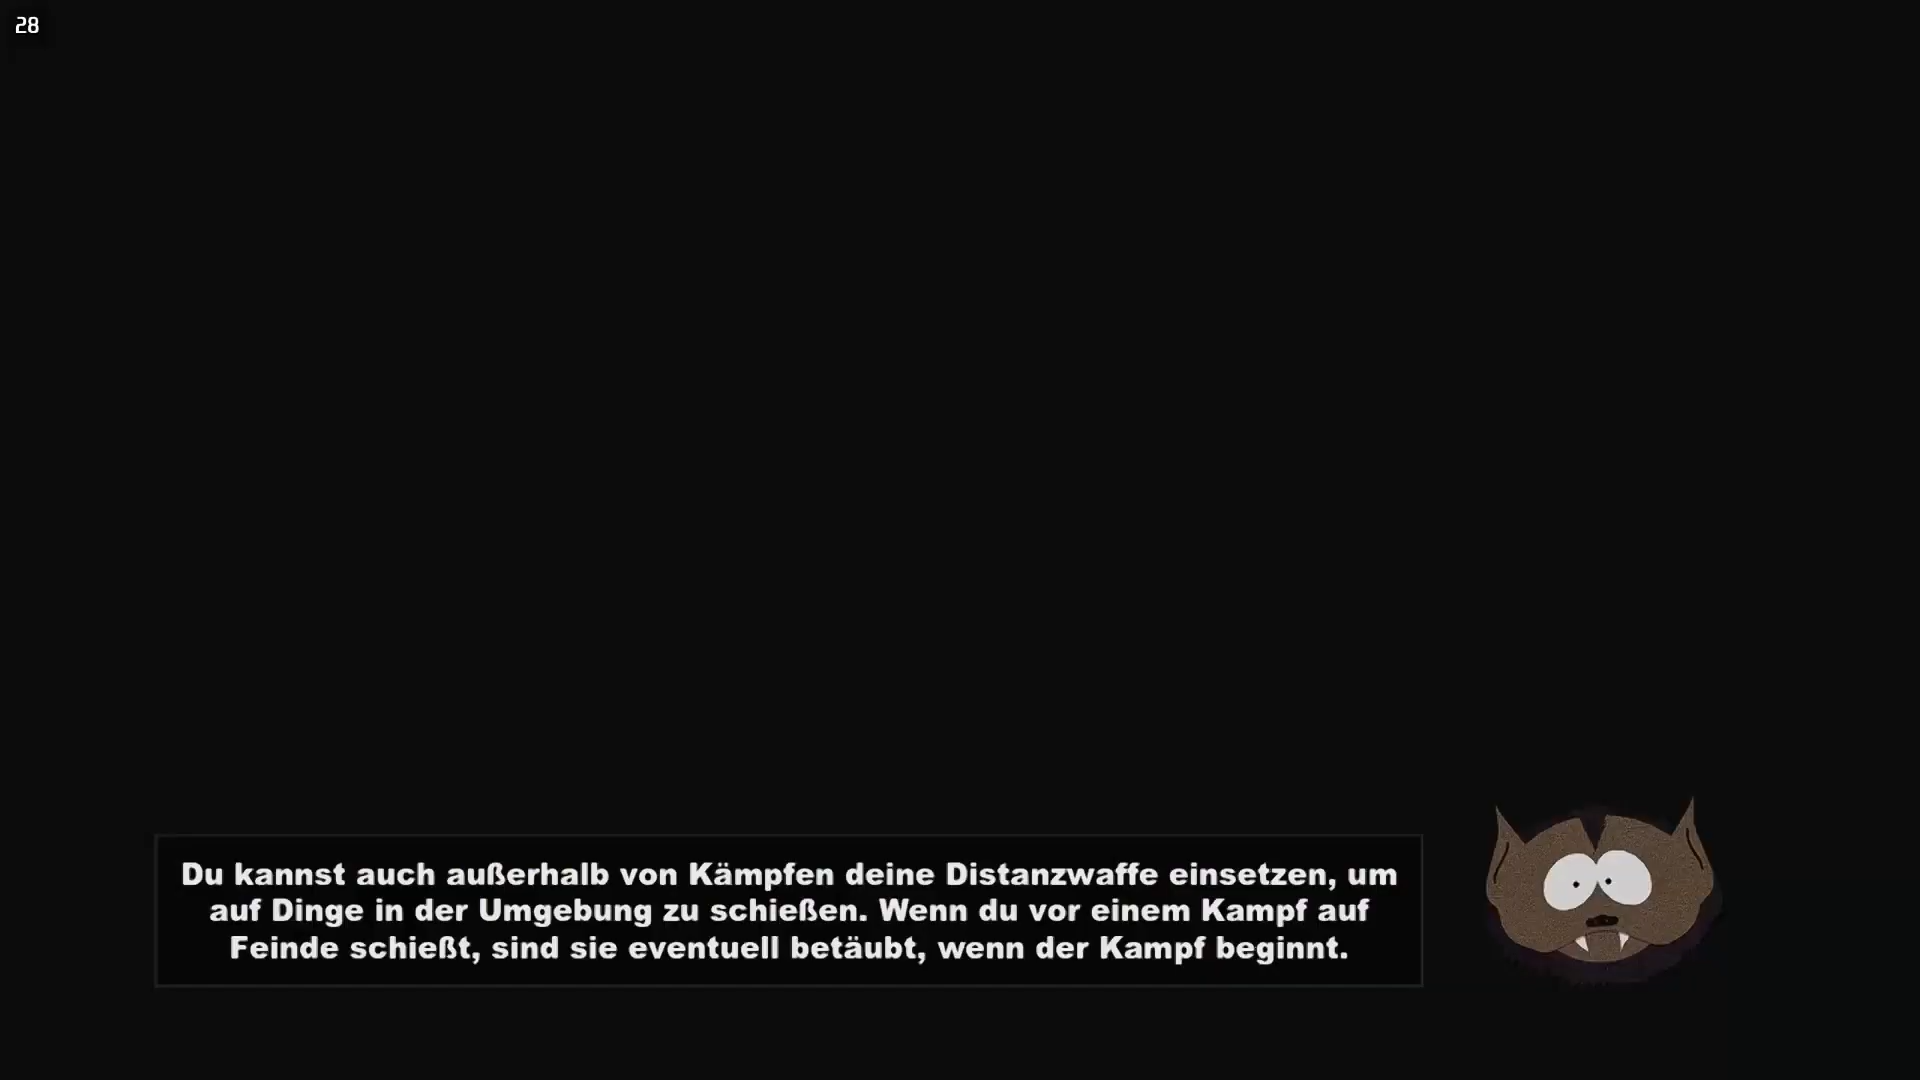 28
Du kannst auch außerhalb von Kämpfen deine Distanzwaffe einsetzen, um
auf Dinge in der Umgebung zu schießen. Wenn du vor einem Kampf auf
Feinde schießt, sind sie eventuell betäubt, wenn der Kampf beginnt.